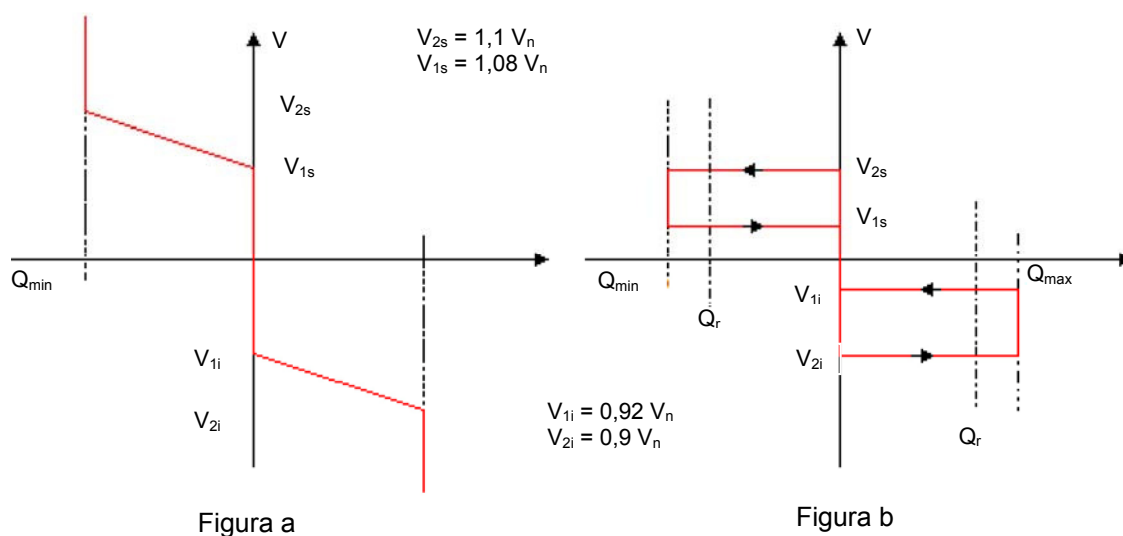 V
V2s = 1,1 Vn
V1s = 1,08 Vn
V2s
V1s
Qmin
V1i
V2i
Figura a
V
V2s
V1s
Qmin
Qr
Qmax
V1i
V2i
Qr
V1i = 0,92 Vn
V2i = 0,9 Vn
Figura b